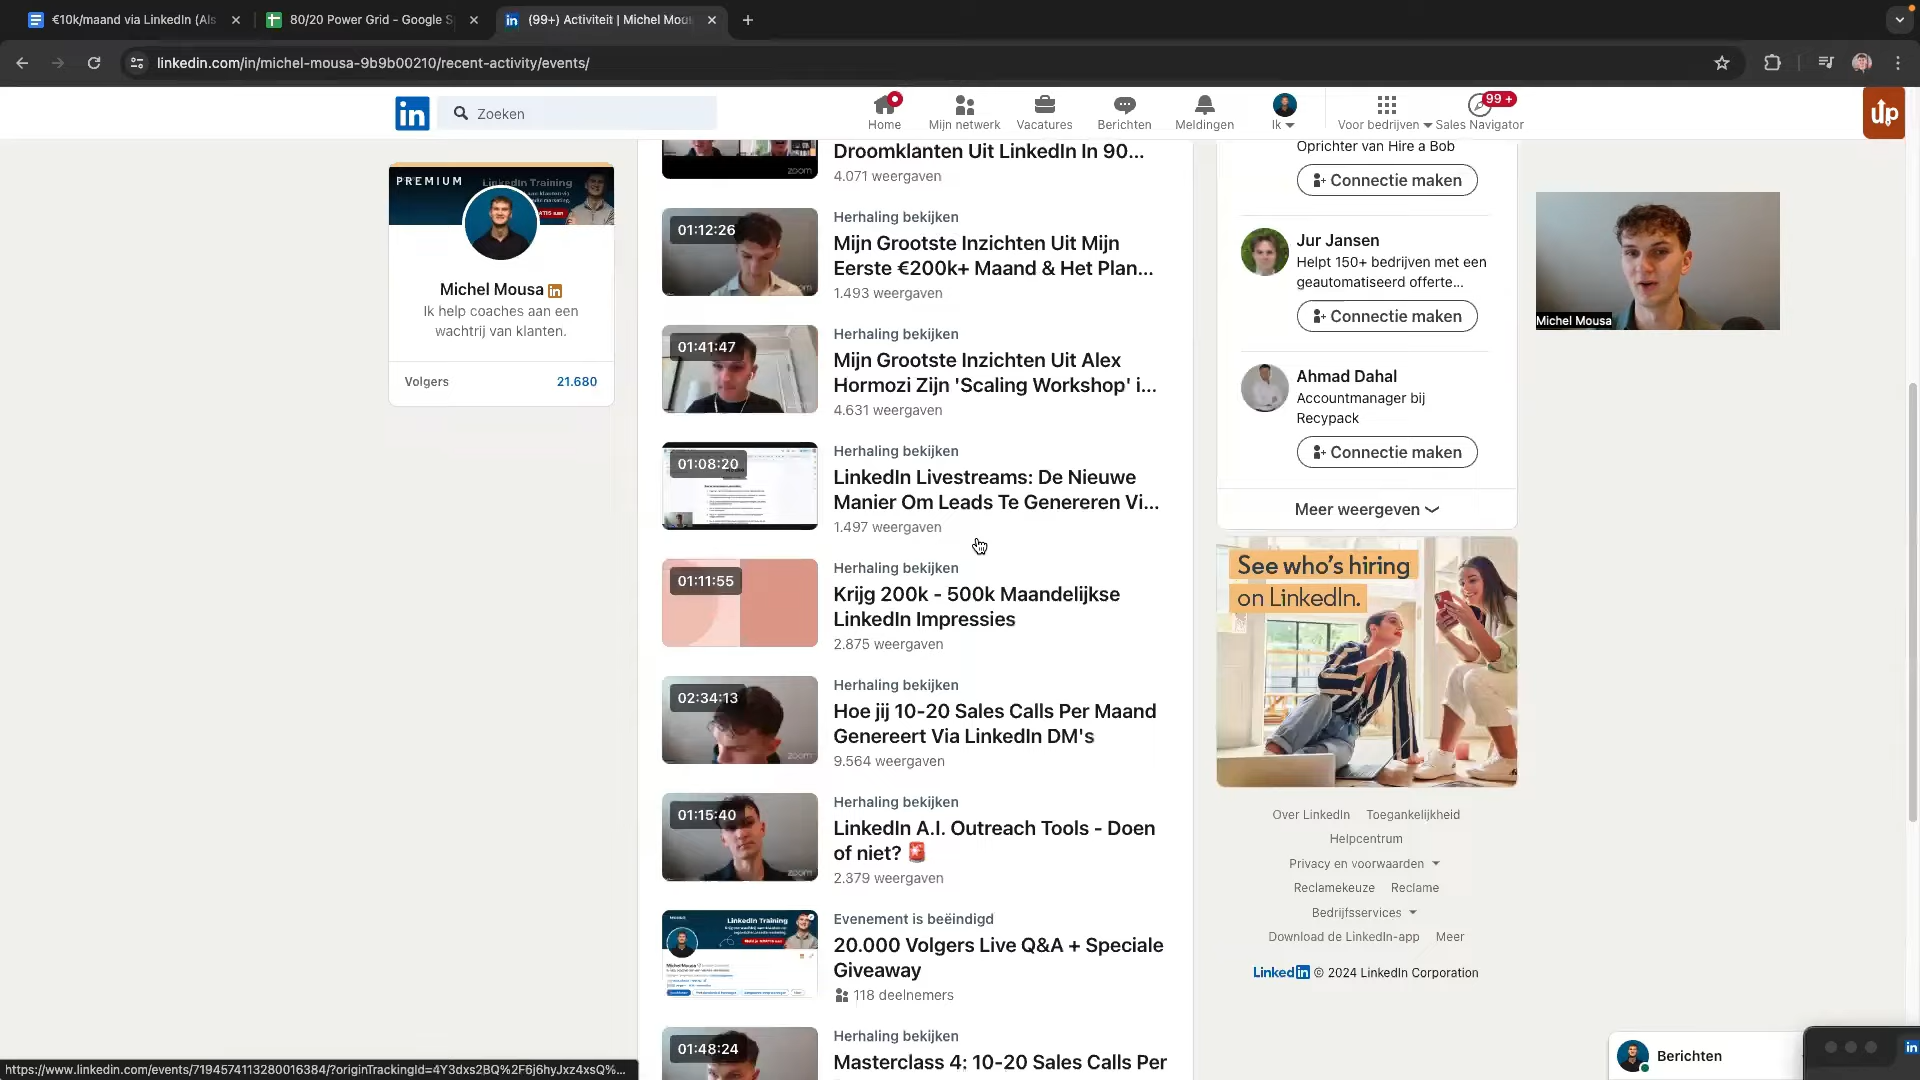 €10k/maand via LinkedIn (Als
80/20 Power Grid - Google S
(99+) Activiteit | Michel Mou
linkedin.com/in/michel-mousa-9b9b00210/recent-activity/events/
Zoeken
Home
Mijn netwerk
Vacatures
Berichten
Meldingen
Ik
Voor bedrijven
99 +
Sales Navigator
up
PREMIUM
LinkedIn Training
Michel Mousa
Ik help coaches aan een
wachtrij van klanten.
Volgers
21.680
Droomklanten Uit LinkedIn In 90...
4.071 weergaven
zoom
01:12:26
Herhaling bekijken
Mijn Grootste Inzichten Uit Mijn
Eerste €200k+ Maand & Het Plan...
1.493 weergaven
zoom
01:41:47
Herhaling bekijken
Mijn Grootste Inzichten Uit Alex
Hormozi Zijn 'Scaling Workshop' i...
4.631 weergaven
zoom
01:08:20
Herhaling bekijken
LinkedIn Livestreams: De Nieuwe
Manier Om Leads Te Genereren Vi...
1.497 weergaven
01:11:55
Herhaling bekijken
Krijg 200k - 500k Maandelijkse
LinkedIn Impressies
2.875 weergaven
02:34:13
Herhaling bekijken
Hoe jij 10-20 Sales Calls Per Maand
Genereert Via LinkedIn DM's
9.564 weergaven
zoom
01:15:40
Herhaling bekijken
LinkedIn A.I. Outreach Tools - Doen
of niet? 🚨
2.379 weergaven
zoom
LinkedIn Training
Michel Mousa
Evenement is beëindigd
20.000 Volgers Live Q&A + Speciale
Giveaway
118 deelnemers
01:48:24
Herhaling bekijken
Masterclass 4: 10-20 Sales Calls Per
Oprichter van Hire a Bob
Connectie maken
Jur Jansen
Helpt 150+ bedrijven met een
geautomatiseerd offerte...
Connectie maken
Ahmad Dahal
Accountmanager bij
Recypack
Connectie maken
Meer weergeven
See who's hiring
on LinkedIn.
Over LinkedIn
Toegankelijkheid
Helpcentrum
Privacy en voorwaarden
Reclamekeuze
Reclame
Bedrijfsservices
Download de LinkedIn-app
Meer
LinkedIn © 2024 LinkedIn Corporation
Michel Mousa
Berichten
https://www.linkedin.com/events/7194574113280016384/?originTrackingId=4Y3dxs2BQ%2F6j6hyJxz4xsQ%...